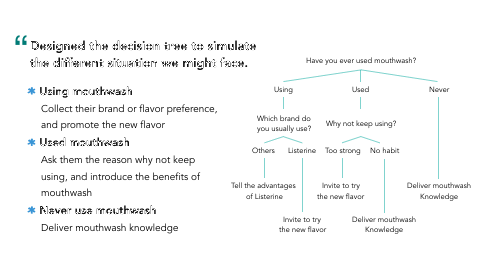 “ Designed the decision tree to simulate
the different situation we might face.
✱ Using mouthwash
Collect their brand or flavor preference,
and promote the new flavor
✱ Used mouthwash
Ask them the reason why not keep
using, and introduce the benefits of
mouthwash
✱ Never use mouthwash
Deliver mouthwash knowledge
Have you ever used mouthwash?
Using Used Never
Which brand do
you usually use?
Why not keep using?
Others Listerine Too strong No habit
Tell the advantages
of Listerine
Invite to try
the new flavor
Deliver mouthwash
Knowledge
Invite to try
the new flavor
Deliver mouthwash
Knowledge